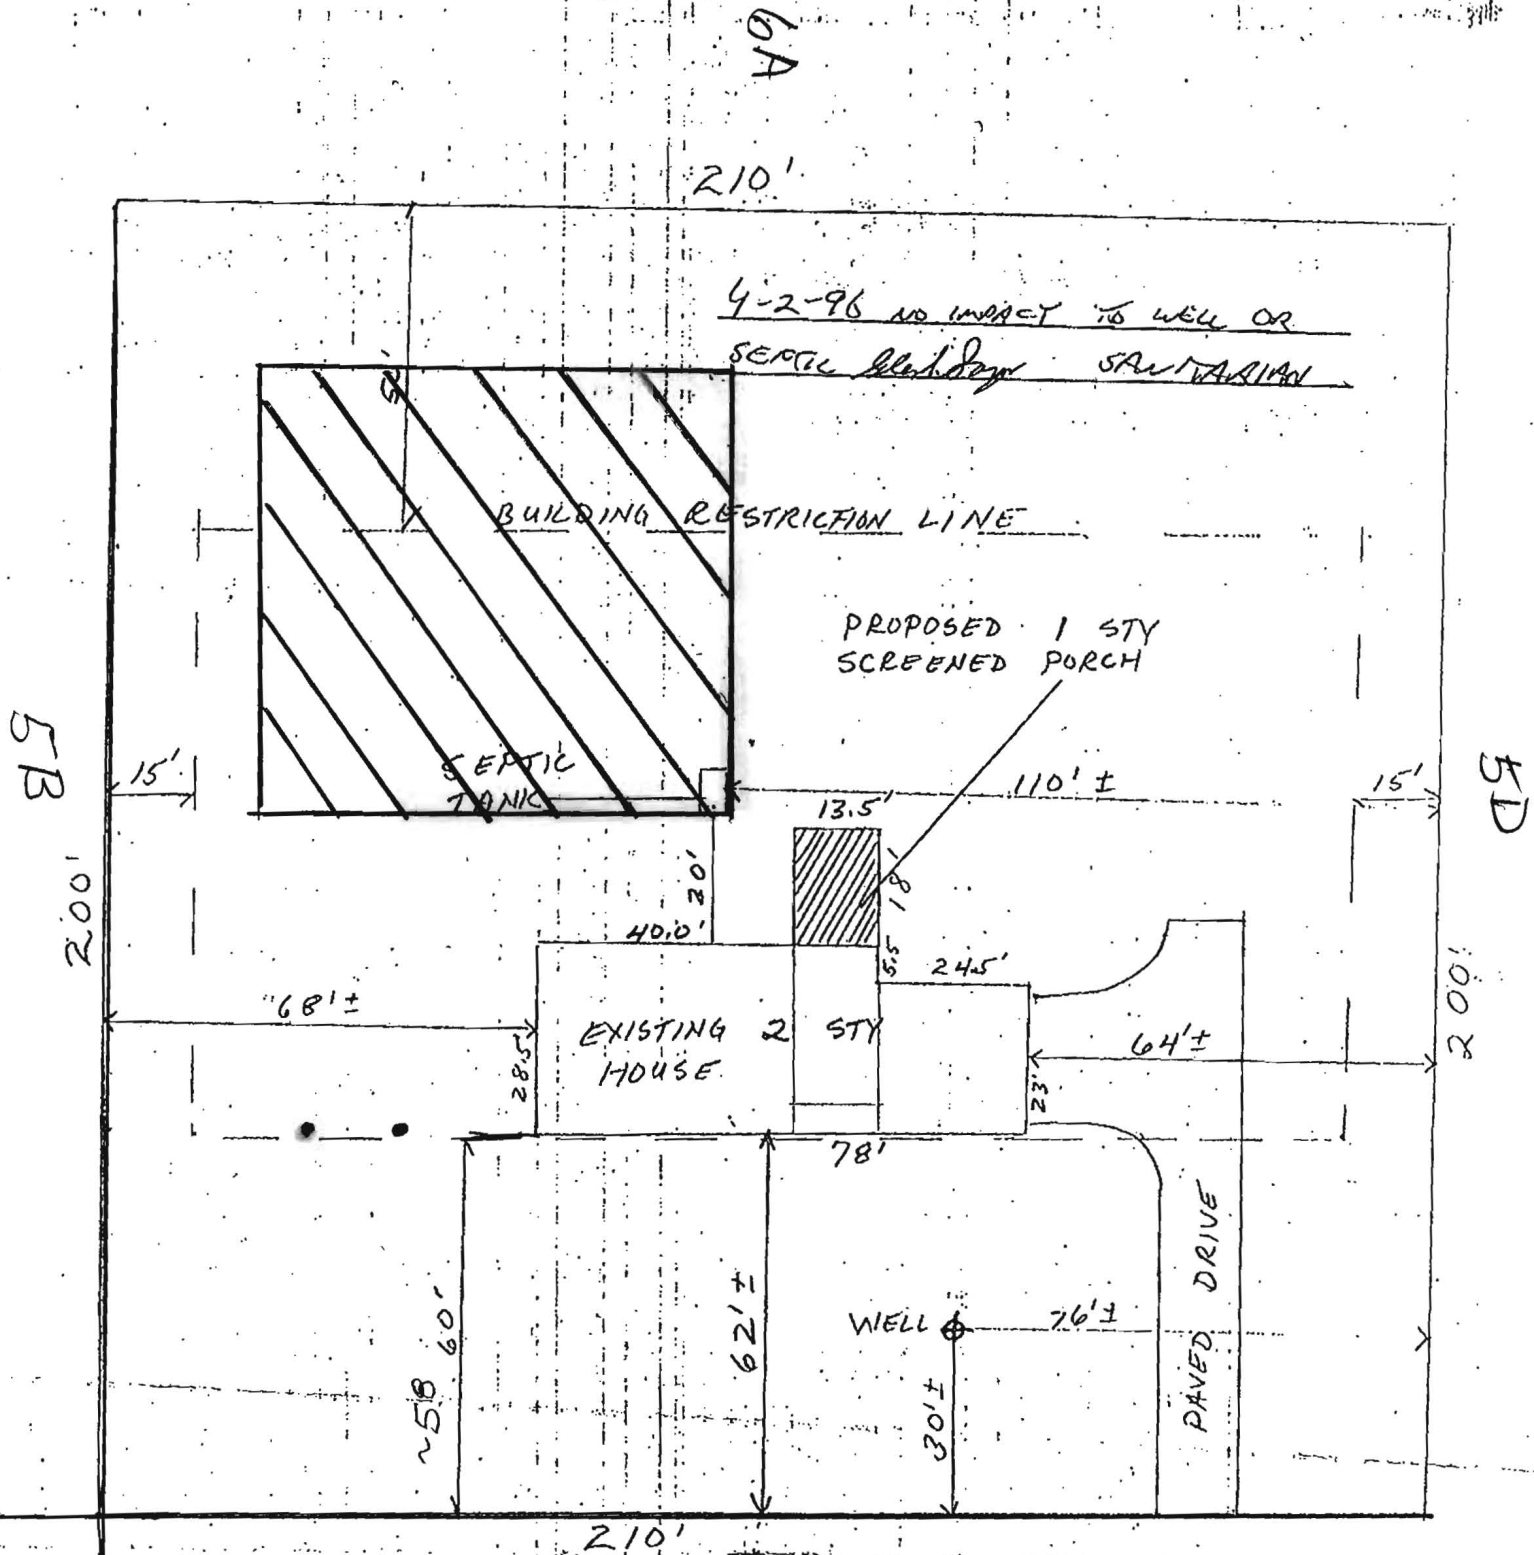 6A
210'
4-2-96 NO IMPACT TO WELL OR
SEPTIC SANITARIAN
BUILDING RESTRICTION LINE
PROPOSED 1 STY
SCREENED PORCH
5B
5D
15'
SEPTIC
TANK
110' ±
15'
13.5'
18'
200'
20'
40.0'
5.5
24.5'
200'
68'±
EXISTING 2 STY
HOUSE
28.5'
64'±
23'
78'
60'
~58
62'±
WELL
76'±
30'±
PAVED DRIVE
210'